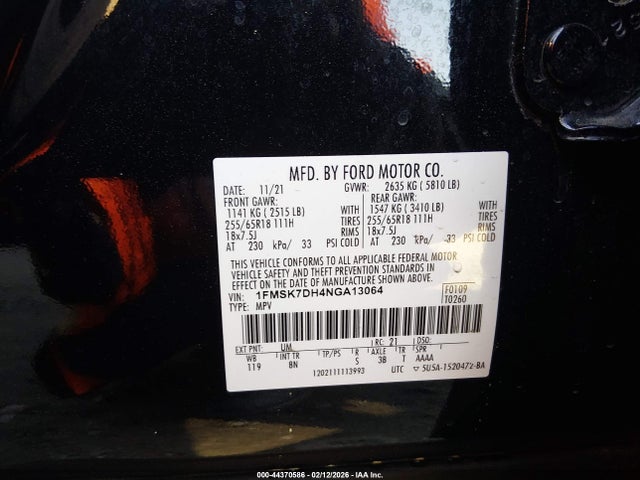 MFD. BY FORD MOTOR CO.
DATE: 11/21 GVWR: 2635 KG ( 5810 LB)
FRONT GAWR: REAR GAWR:
1141 KG ( 2515 LB) WITH 1547 KG ( 3410 LB) WITH
255/65R18 111H TIRES 255/65R18 111H TIRES
18x7.5J RIMS 18x7.5J RIMS
AT 230 kPa/ 33 PSI COLD AT 230 kPa/ 33 PSI COLD
THIS VEHICLE CONFORMS TO ALL APPLICABLE FEDERAL MOTOR
VEHICLE SAFETY AND THEFT PREVENTION STANDARDS IN
EFFECT ON THE DATE OF MANUFACTURE SHOWN ABOVE.
VIN: 1FMSK7DH4NGA13064 F0109
TYPE: MPV T0260
EXT PNT: UM RC: 21 DSO:
WB INT TR TP/PS R AXLE TR SPR
119 8N S 3B T AAAA
1202111113993 UTC 5U5A-1520472-BA
000-44370586 - 02/12/2026 - IAA Inc.